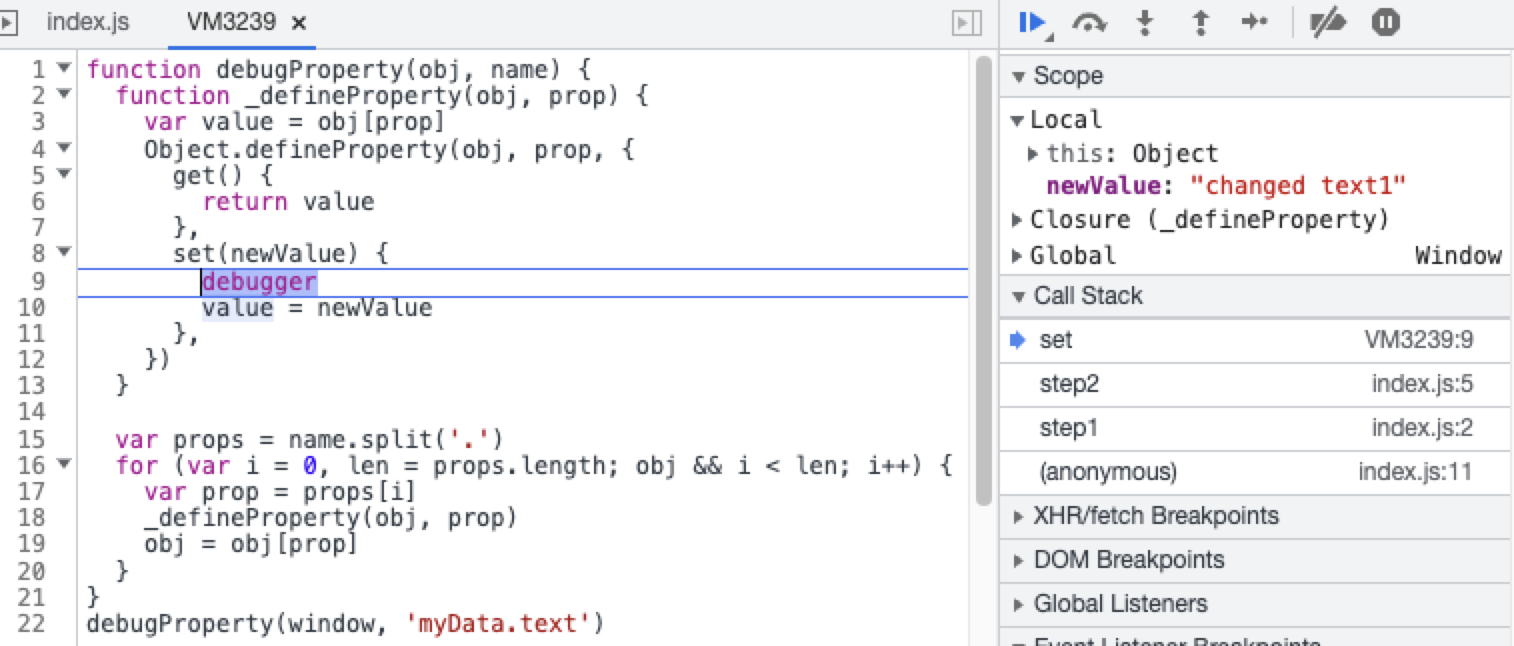 index.js VM3239 ×
1 function debugProperty(obj, name) {
2 function _defineProperty(obj, prop) {
3 var value = obj[prop]
4 Object.defineProperty(obj, prop, {
5 get() {
6 return value
7 },
8 set(newValue) {
9 debugger
10 value = newValue
11 },
12 })
13 }
14
15 var props = name.split('.')
16 for (var i = 0, len = props.length; obj && i < len; i++) {
17 var prop = props[i]
18 _defineProperty(obj, prop)
19 obj = obj[prop]
20 }
21 }
22 debugProperty(window, 'myData.text')
Scope
Local
this: Object
newValue: "changed text1"
Closure (_defineProperty)
Global Window
Call Stack
set VM3239:9
step2 index.js:5
step1 index.js:2
(anonymous) index.js:11
XHR/fetch Breakpoints
DOM Breakpoints
Global Listeners
Event Listener Breakpoints